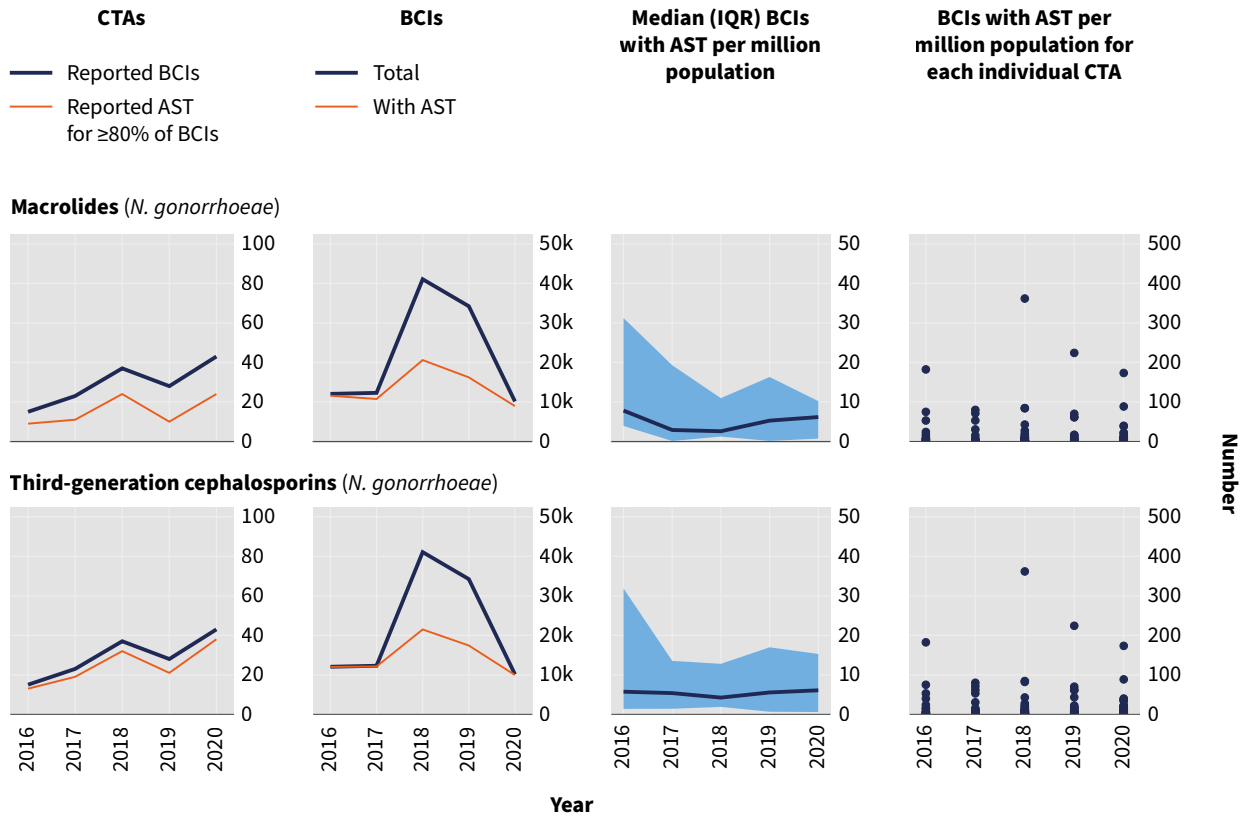 CTAs
Reported BCIs
Reported AST
for ≥80% of BCIs
BCIs
Total
With AST
Median (IQR) BCIs
with AST per million
population
BCIs with AST per
million population for
each individual CTA
Macrolides (N. gonorrhoeae)
100
80
60
40
20
0
50k
40k
30k
20k
10k
0
50
40
30
20
10
0
500
400
300
200
100
0
Third-generation cephalosporins (N. gonorrhoeae)
100
80
60
40
20
0
50k
40k
30k
20k
10k
0
50
40
30
20
10
0
500
400
300
200
100
0
2016
2017
2018
2019
2020
2016
2017
2018
2019
2020
2016
2017
2018
2019
2020
2016
2017
2018
2019
2020
Number
Year